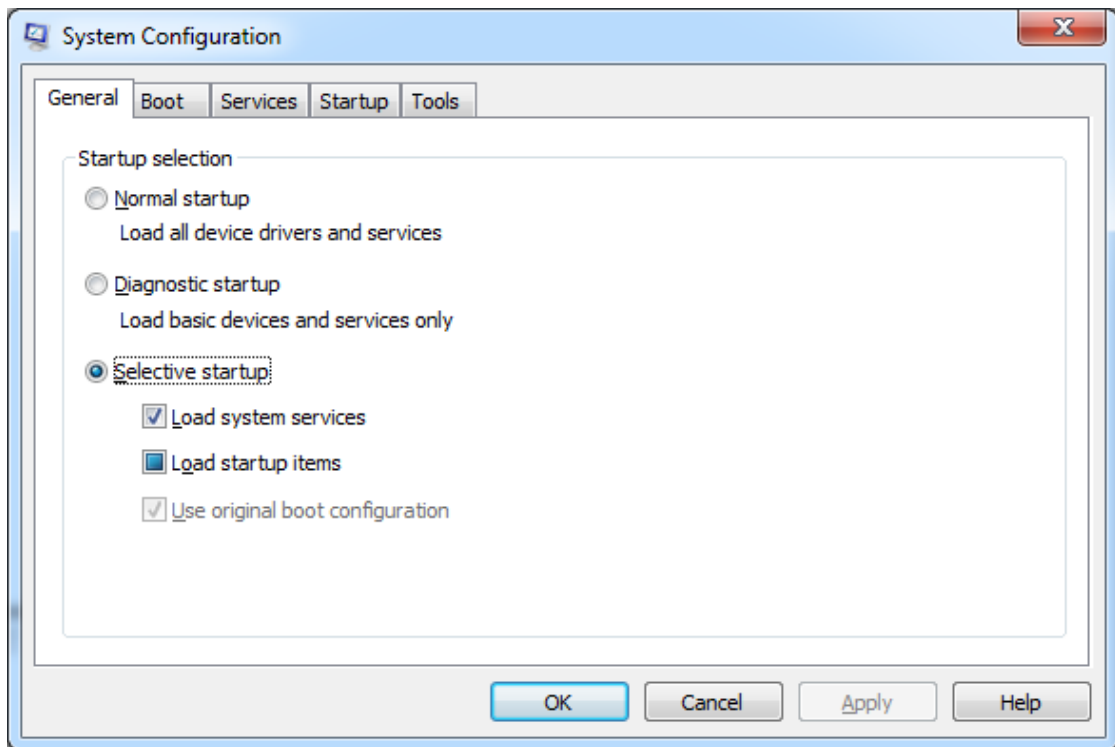 System Configuration
General Boot Services Startup Tools
Startup selection
Normal startup
Load all device drivers and services
Diagnostic startup
Load basic devices and services only
Selective startup
Load system services
Load startup items
Use original boot configuration
OK Cancel Apply Help